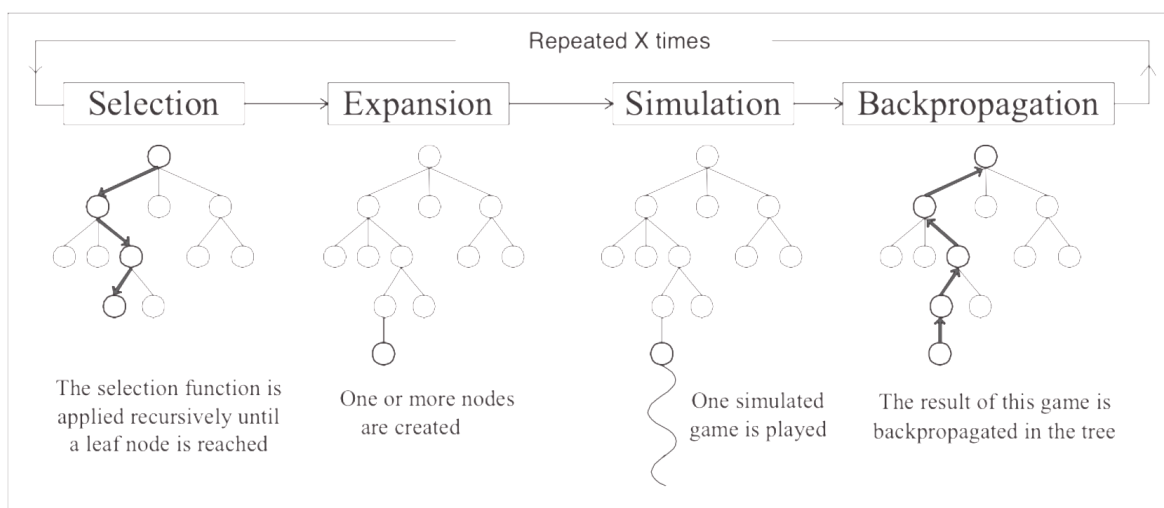 Repeated X times
Selection
Expansion
Simulation
Backpropagation
The selection function is
applied recursively until
a leaf node is reached
One or more nodes
are created
One simulated
game is played
The result of this game is
backpropagated in the tree